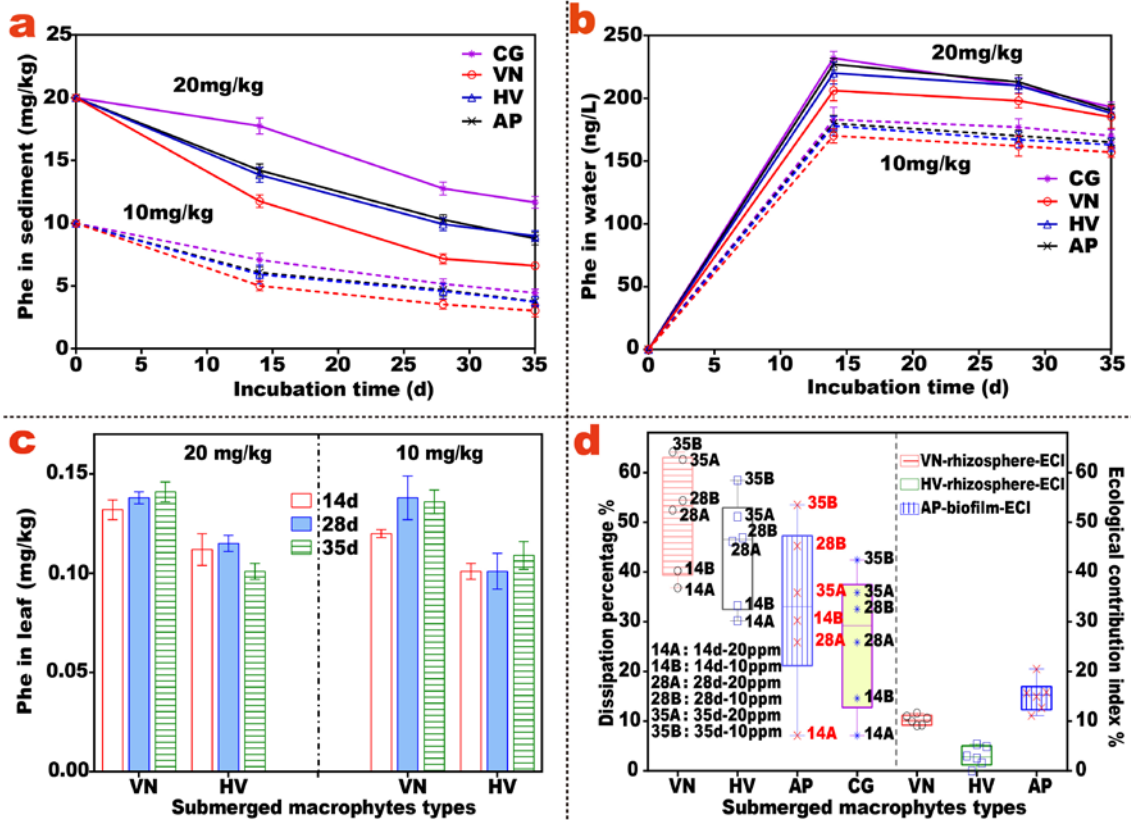 a
Phe in sediment (mg/kg)
25
20
15
10
5
0
20mg/kg
10mg/kg
CG
VN
HV
AP
0 5 10 15 20 25 30 35
Incubation time (d)
b
Phe in water (ng/L)
250
200
150
100
50
0
20mg/kg
10mg/kg
CG
VN
HV
AP
0 5 10 15 20 25 30 35
Incubation time (d)
c
Phe in leaf (mg/kg)
0.15
0.10
0.05
0.00
20 mg/kg
10 mg/kg
14d
28d
35d
VN HV VN HV
Submerged macrophytes types
d
Dissipation percentage %
60
50
40
30
20
10
0
35B
35A
28B
28A
14B
14A
35B
35A
28B
28A
14B
14A
35B
28B
35A
14B
28A
14A
35B
35A
28B
28A
14B
14A
14A : 14d-20ppm
14B : 14d-10ppm
28A : 28d-20ppm
28B : 28d-10ppm
35A : 35d-20ppm
35B : 35d-10ppm
VN-rhizosphere-ECI
HV-rhizosphere-ECI
AP-biofilm-ECI
60
50
40
30
20
10
0
Ecological contribution index %
VN HV AP CG VN HV AP
Submerged macrophytes types